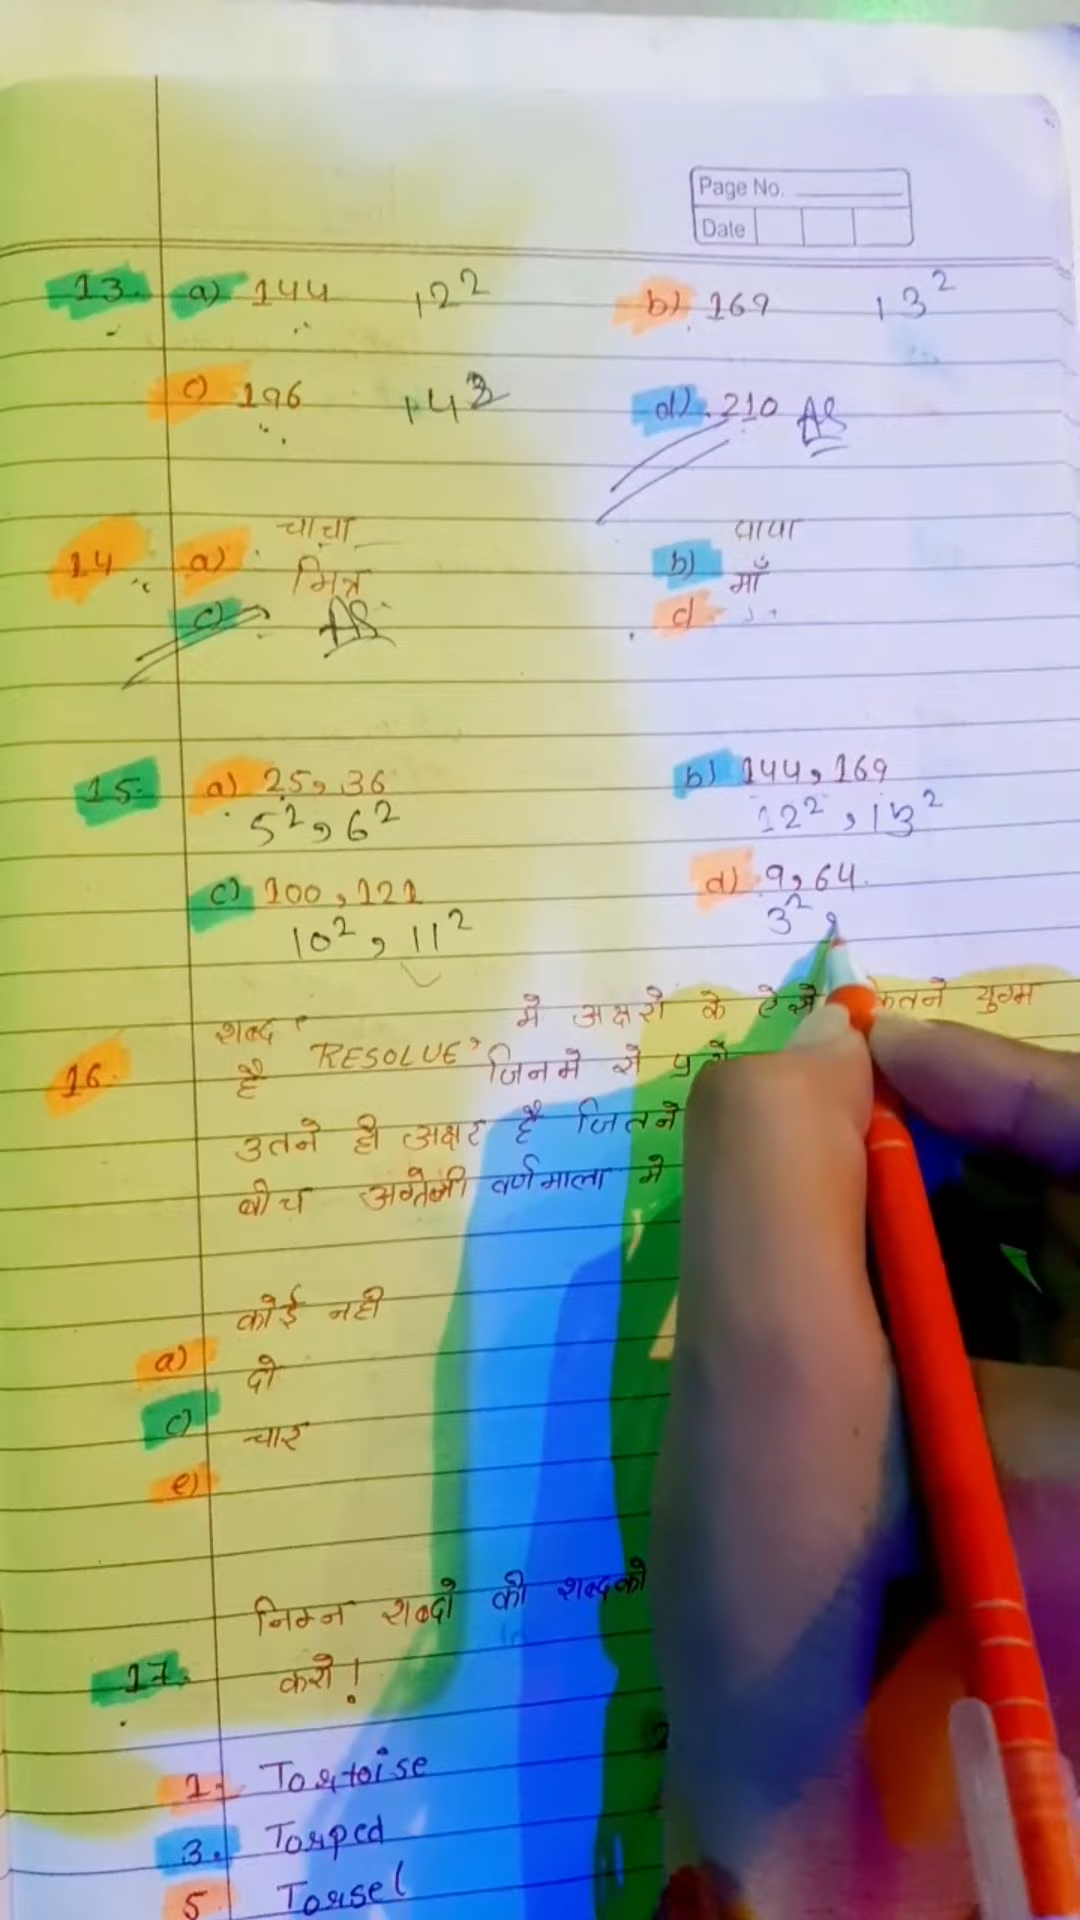 Page No.
Date
13. a) 144 12² b) 169 13²
c) 196 14² d) 210 AS
चाचा पापा
14 a) मित्र b) माँ
c) AS d
15. a) 25, 36 b) 144, 169
5², 6² 12², 13²
c) 100, 121 d) 9, 64
10², 11² 3²,
शब्द "RESOLUE" मे अक्षरो के ऐसे कितने युग्म
16. है जिनमे से
उतने ही अक्षर है जितने
बीच अंग्रेजी वर्णमाला मे
कोई नही
a) दो
c) चार
e)
निम्न शब्दो को शब्दको
17. करो!
1. Tortoise
3. Torped
5 Torsel